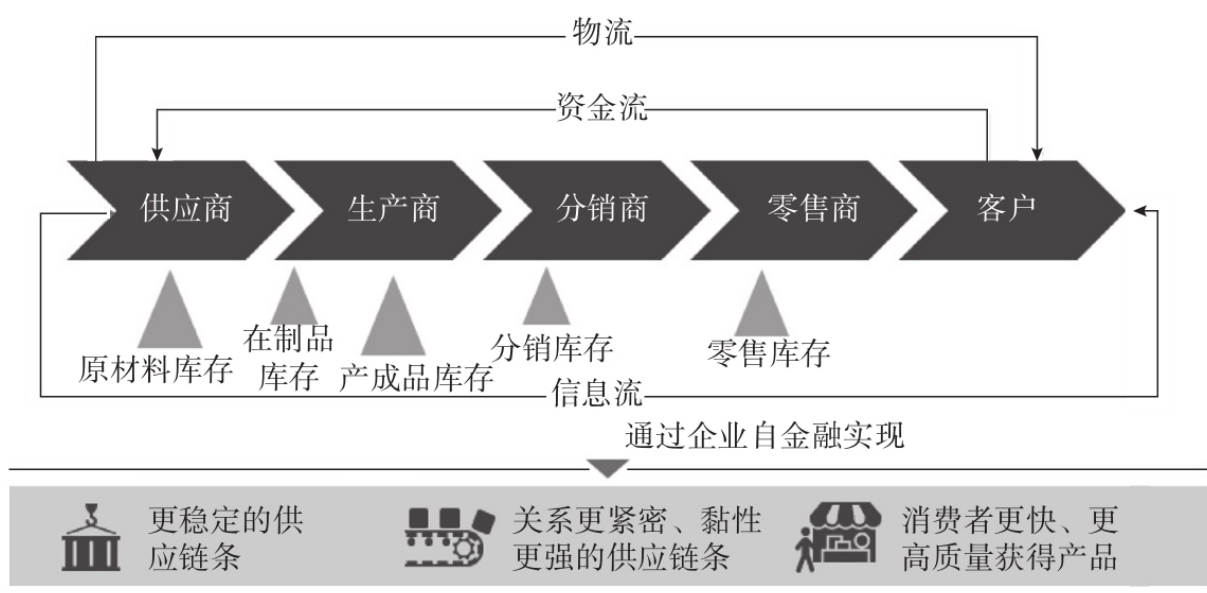 物流
资金流
供应商
生产商
分销商
零售商
客户
原材料库存
在制品
库存
产成品库存
分销库存
零售库存
信息流
通过企业自金融实现
更稳定的供
应链条
关系更紧密、黏性
更强的供应链条
消费者更快、更
高质量获得产品